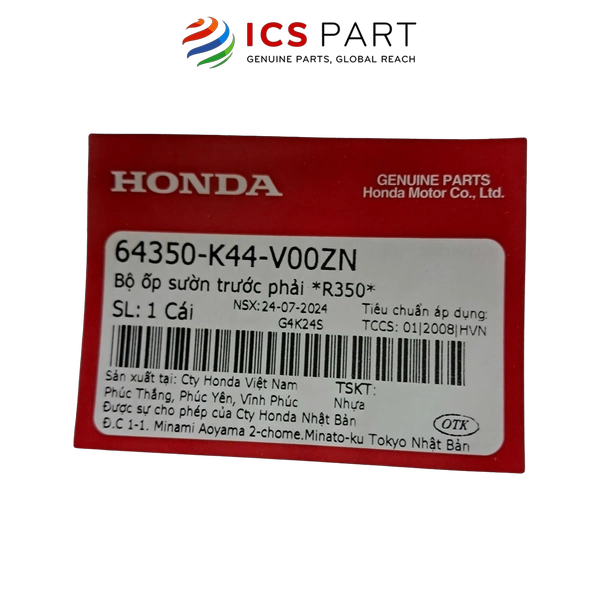 ICS PART
GENUINE PARTS, GLOBAL REACH
HONDA
GENUINE PARTS
Honda Motor Co., Ltd.
64350-K44-V00ZN
Bộ ốp sườn trước phải *R350*
SL: 1 Cái
NSX:24-07-2024
G4K24S
Tiêu chuẩn áp dụng:
TCCS: 01|2008|HVN
Sản xuất tại: Cty Honda Việt Nam
Phúc Thắng, Phúc Yên, Vĩnh Phúc
TSKT:
Nhựa
Được sự cho phép của Cty Honda Nhật Bản
Đ.C 1-1. Minami Aoyama 2-chome.Minato-ku Tokyo Nhật Bản
OTK